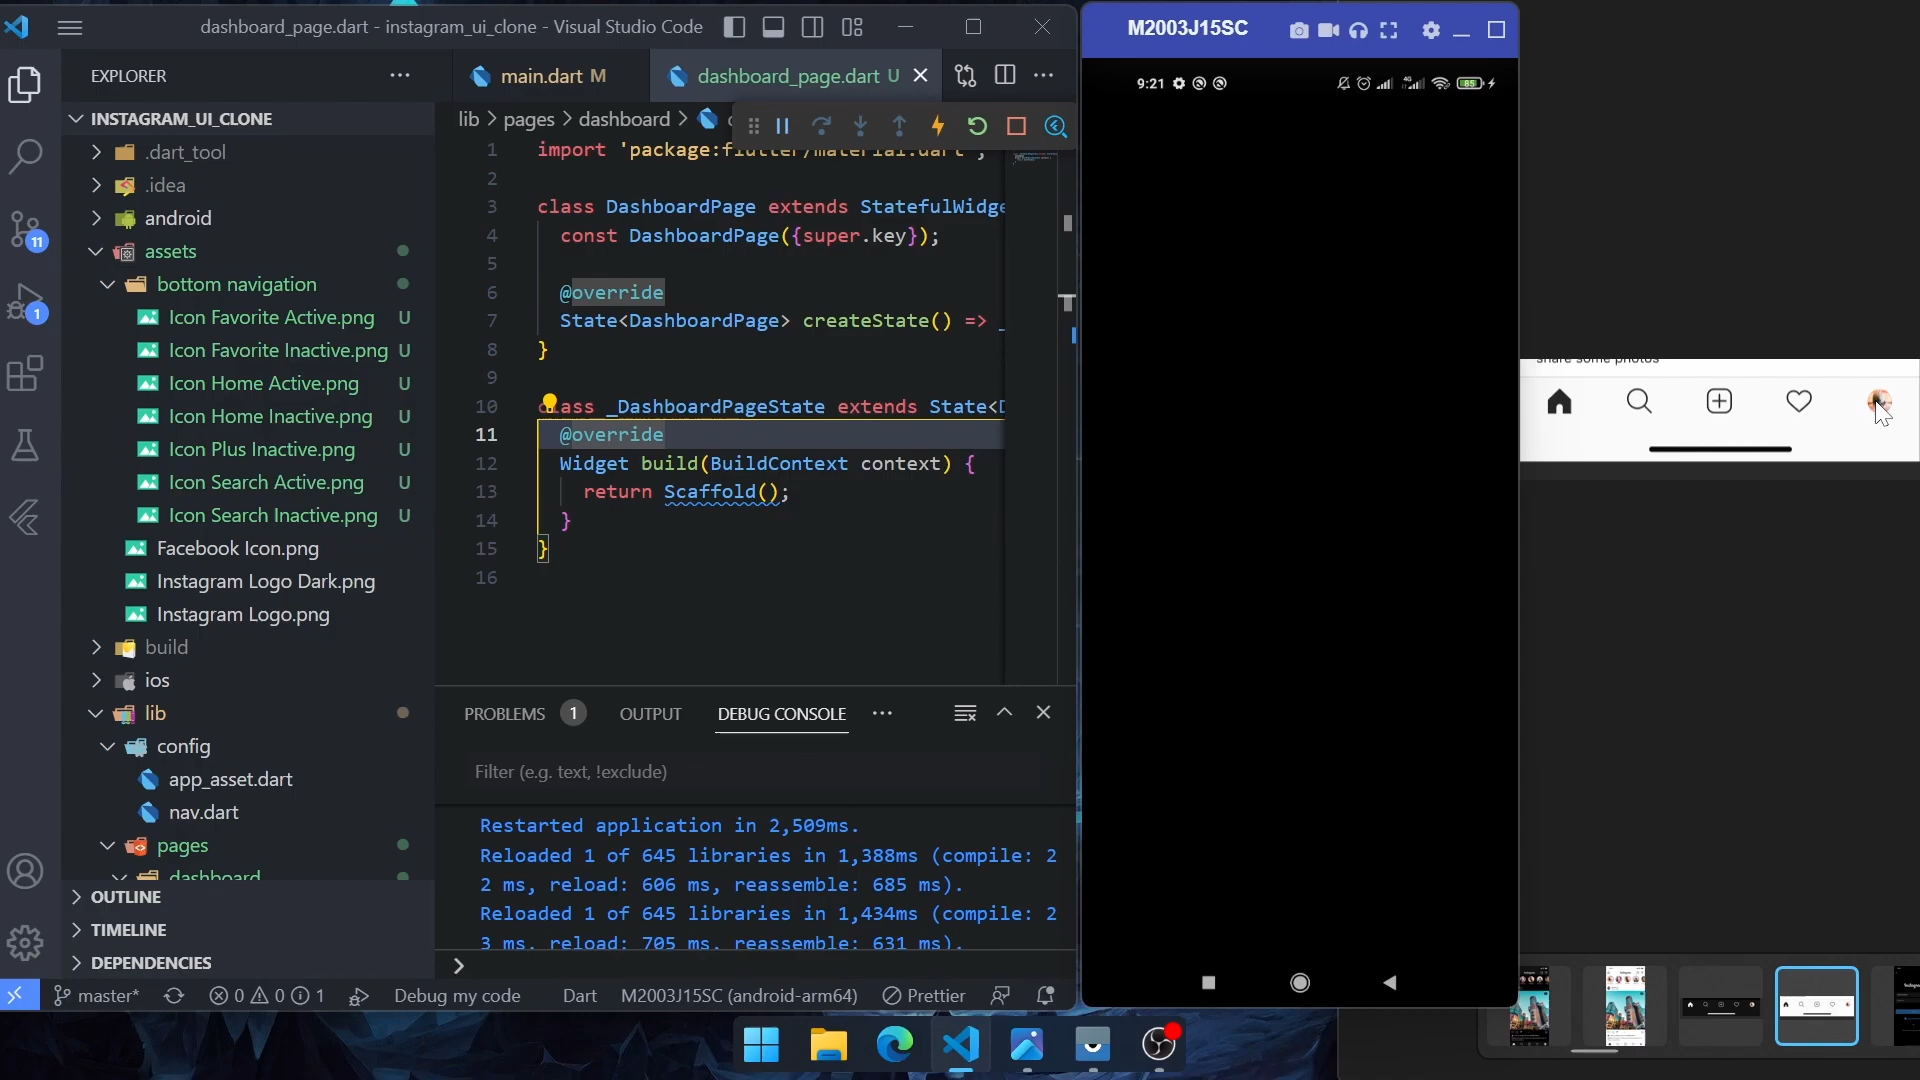 dashboard_page.dart - instagram_ui_clone - Visual Studio Code
EXPLORER
INSTAGRAM_UI_CLONE
.dart_tool
.idea
android
assets
bottom navigation
Icon Favorite Active.png U
Icon Favorite Inactive.png U
Icon Home Active.png U
Icon Home Inactive.png U
Icon Plus Inactive.png U
Icon Search Active.png U
Icon Search Inactive.png U
Facebook Icon.png
Instagram Logo Dark.png
Instagram Logo.png
build
ios
lib
config
app_asset.dart
nav.dart
pages
dashboard
OUTLINE
TIMELINE
DEPENDENCIES
11
1
main.dart M
dashboard_page.dart U
lib > pages > dashboard >
1 import 'package:flutter/material.dart';
2
3 class DashboardPage extends StatefulWidge
4 const DashboardPage({super.key});
5
6 @override
7 State<DashboardPage> createState() => _
8 }
9
10 class _DashboardPageState extends State<D
11 @override
12 Widget build(BuildContext context) {
13 return Scaffold();
14 }
15 }
16
PROBLEMS 1 OUTPUT DEBUG CONSOLE
Filter (e.g. text, !exclude)
Restarted application in 2,509ms.
Reloaded 1 of 645 libraries in 1,388ms (compile: 2
2 ms, reload: 606 ms, reassemble: 685 ms).
Reloaded 1 of 645 libraries in 1,434ms (compile: 2
3 ms, reload: 705 ms, reassemble: 631 ms).
master* 0 0 1 Debug my code Dart M2003J15SC (android-arm64) Prettier
M2003J15SC
9:21
4G
85
share some photos